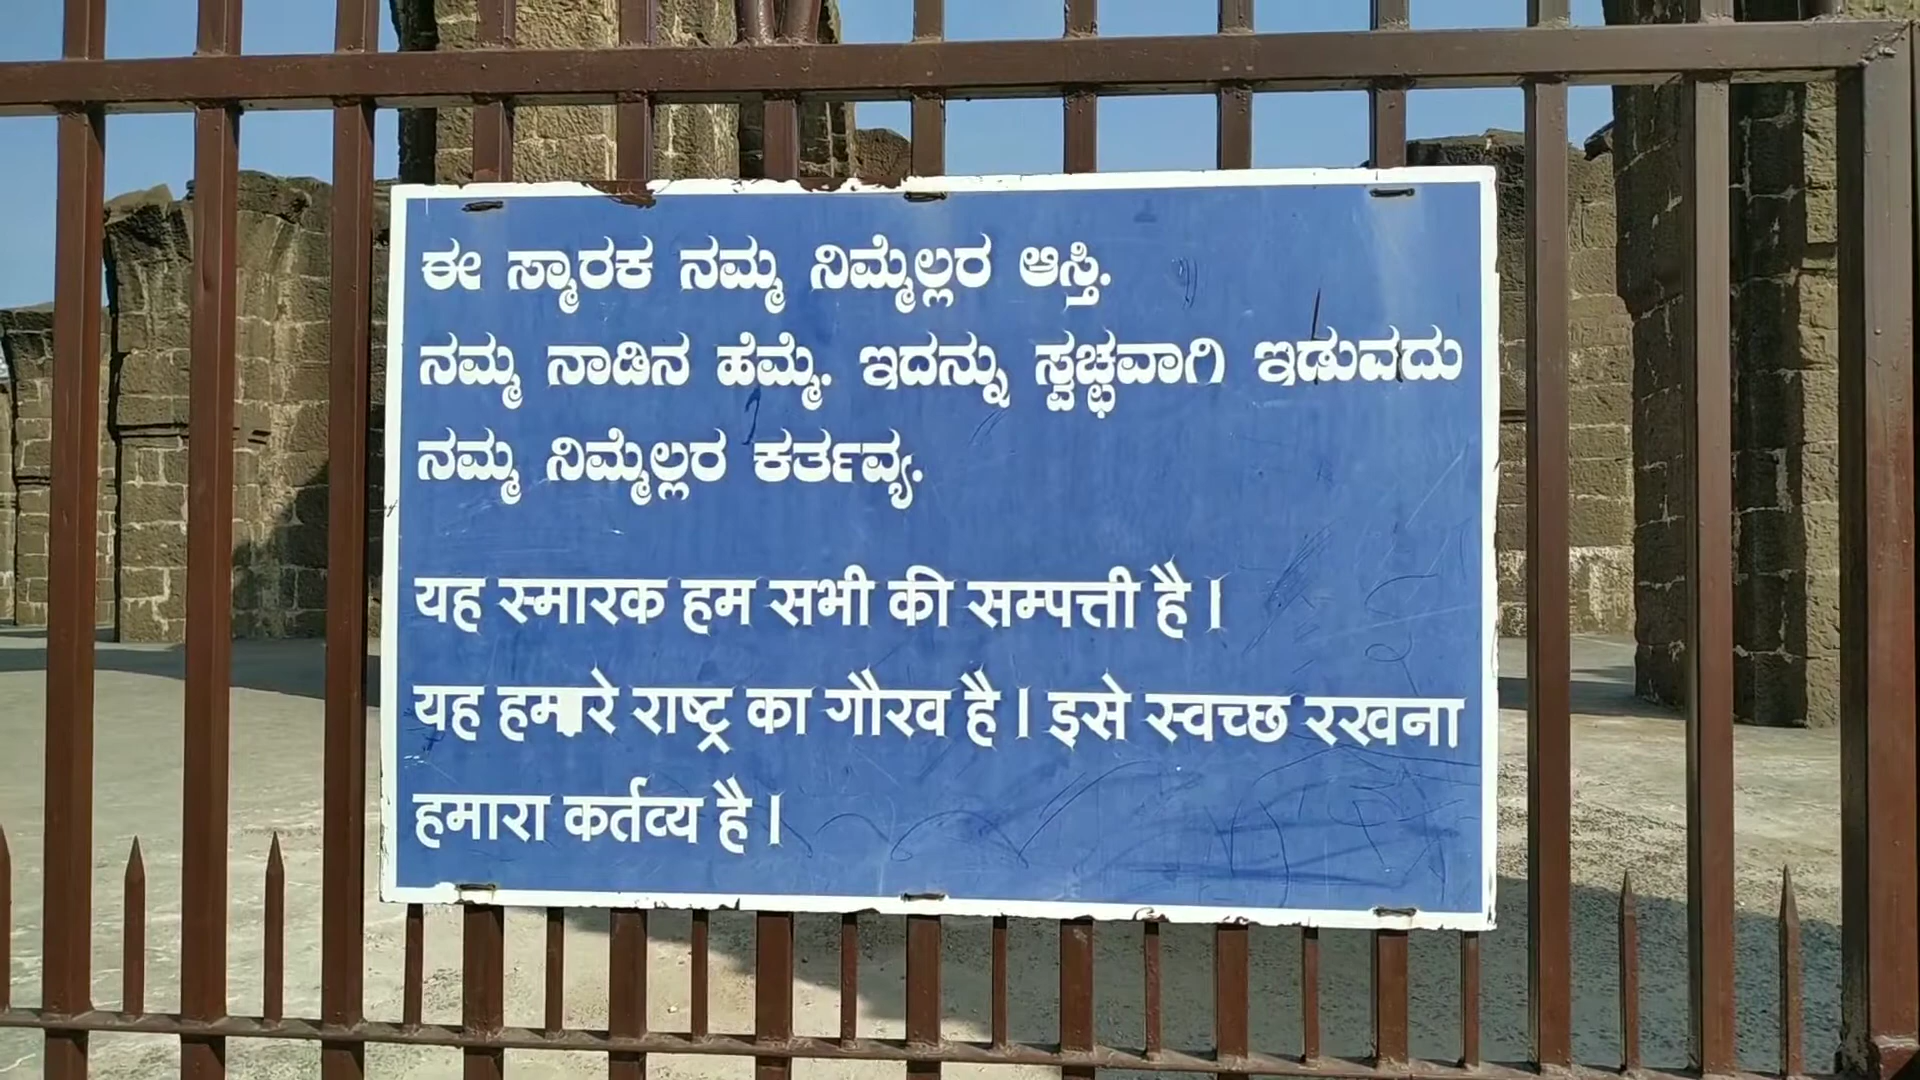 ಈ ಸ್ಮಾರಕ ನಮ್ಮ ನಿಮ್ಮೆಲ್ಲರ ಆಸ್ತಿ.
ನಮ್ಮ ನಾಡಿನ ಹೆಮ್ಮೆ. ಇದನ್ನು ಸ್ವಚ್ಛವಾಗಿ ಇಡುವದು
ನಮ್ಮ ನಿಮ್ಮೆಲ್ಲರ ಕರ್ತವ್ಯ.
यह स्मारक हम सभी की सम्पत्ती है ।
यह हमारे राष्ट्र का गौरव है । इसे स्वच्छ रखना
हमारा कर्तव्य है ।